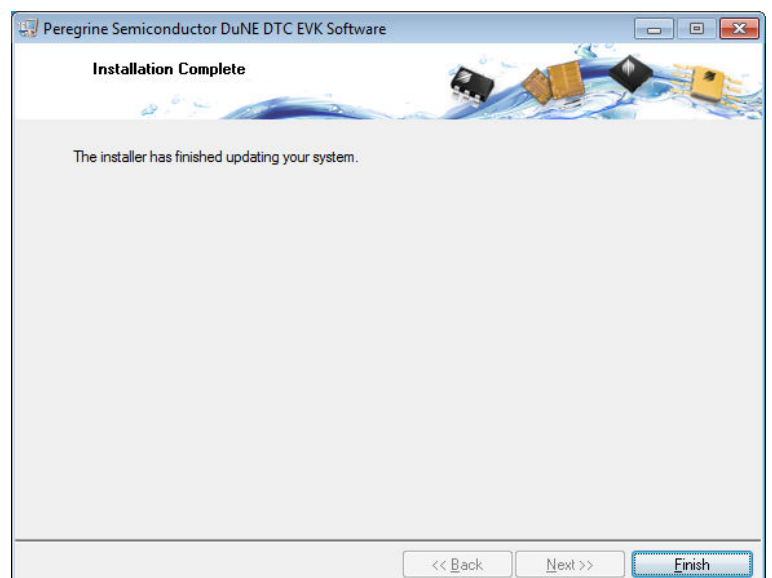 Peregrine Semiconductor DuNE DTC EVK Software
Installation Complete
The installer has finished updating your system.
<< Back Next >> Finish